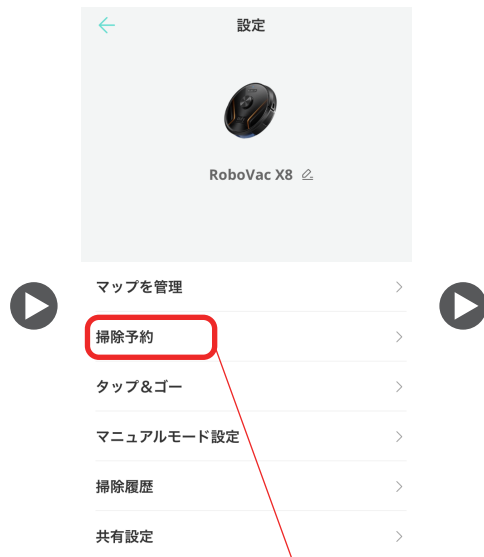 設定
RoboVac X8
マップを管理
掃除予約
タップ&ゴー
マニュアルモード設定
掃除履歴
共有設定